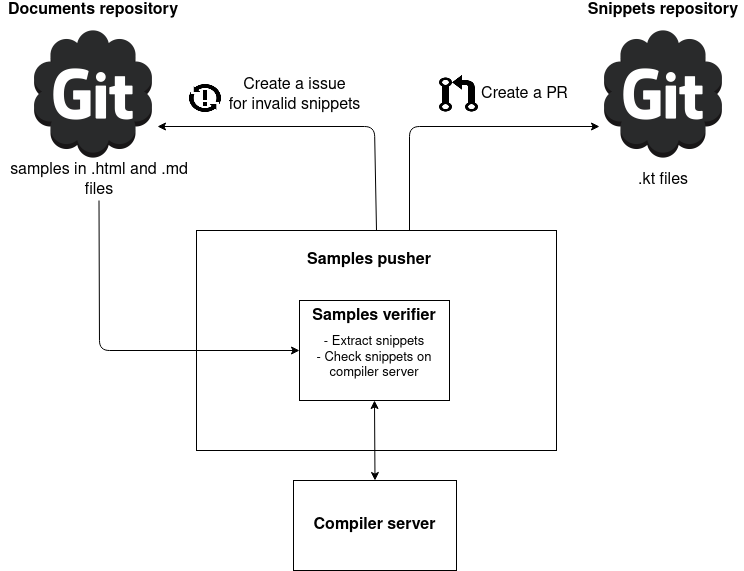 Documents repository
Snippets repository
Git
Git
Create a issue
for invalid snippets
Create a PR
samples in .html and .md
files
.kt files
Samples pusher
Samples verifier
- Extract snippets
- Check snippets on
compiler server
Compiler server